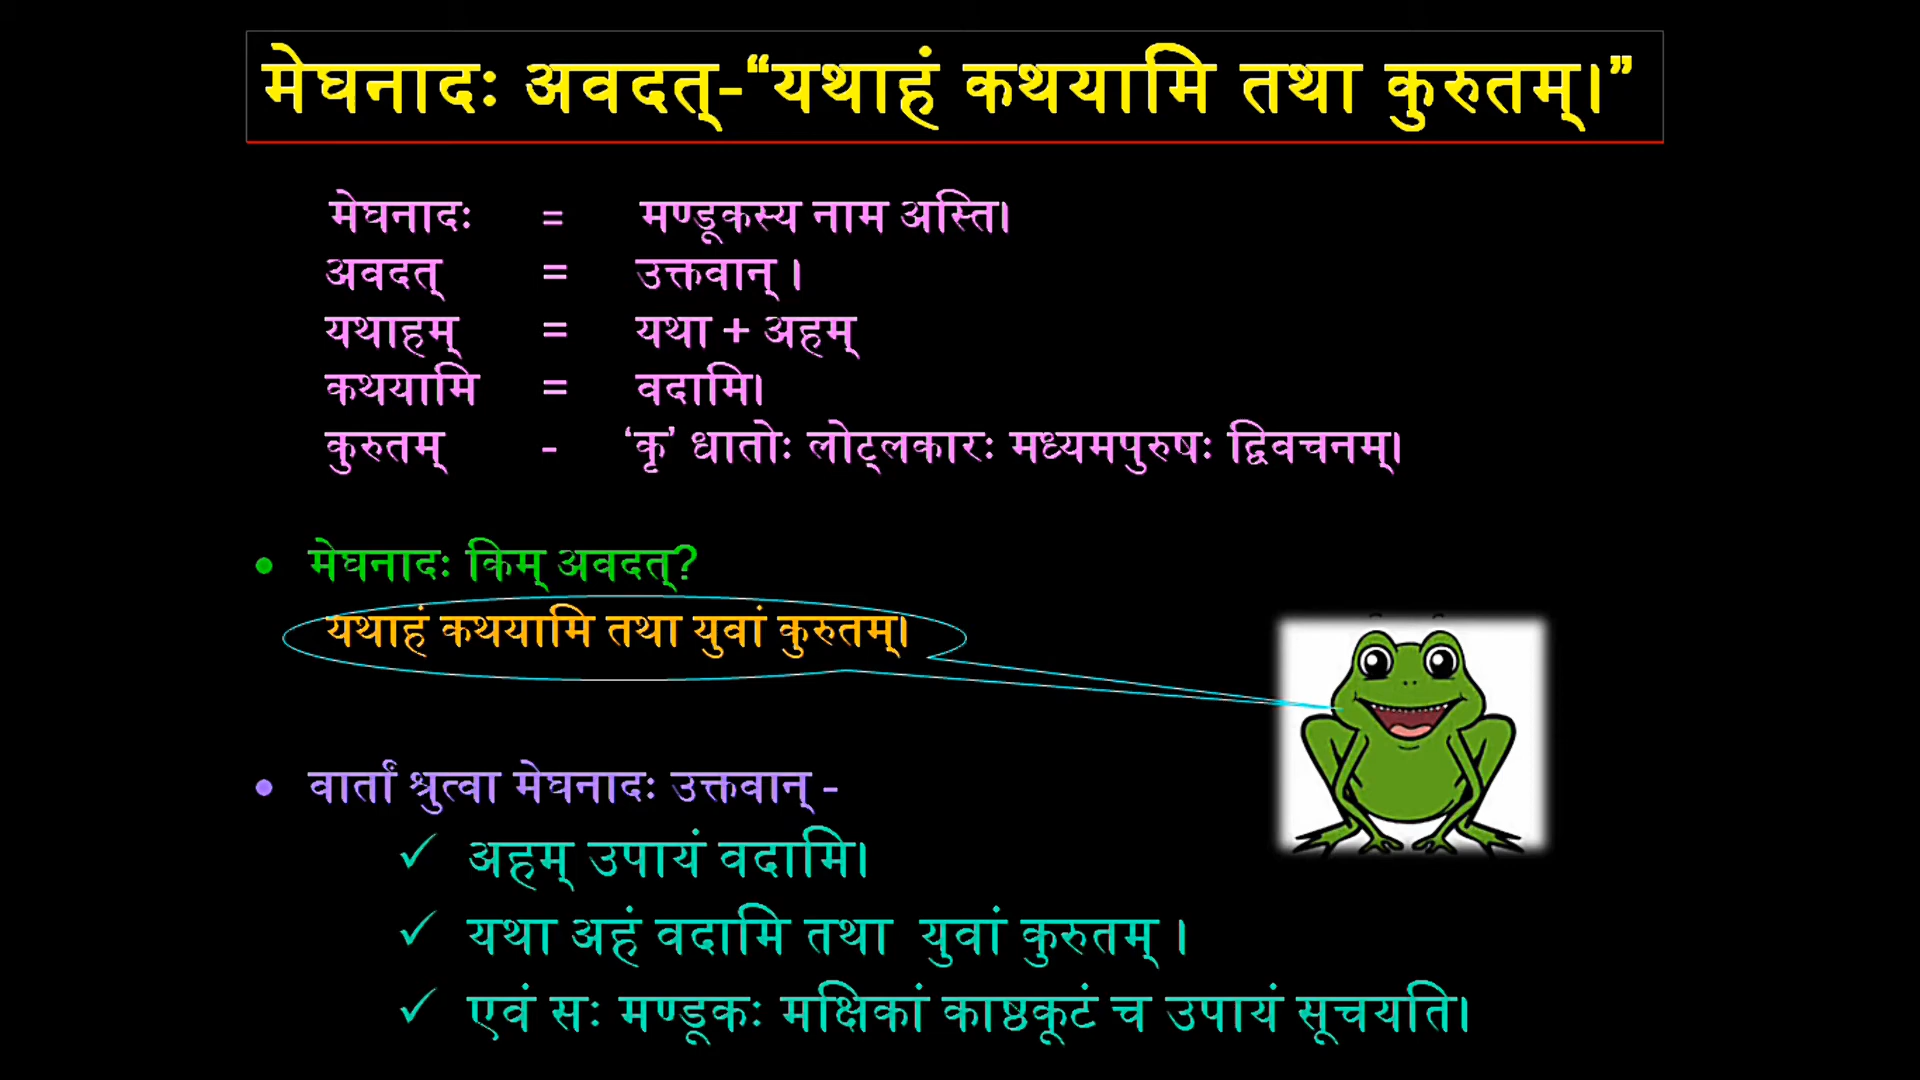 मेघनादः अवदत्-“यथाहं कथयामि तथा कुरुतम्।”
मेघनादः = मण्डूकस्य नाम अस्ति।
अवदत् = उक्तवान् ।
यथाहम् = यथा + अहम्
कथयामि = वदामि।
कुरुतम् - ‘कृ’ धातोः लोट्लकारः मध्यमपुरुषः द्विवचनम्।
• मेघनादः किम् अवदत्?
यथाहं कथयामि तथा युवां कुरुतम्।
• वार्तां श्रुत्वा मेघनादः उक्तवान् -
✓ अहम् उपायं वदामि।
✓ यथा अहं वदामि तथा युवां कुरुतम् ।
✓ एवं सः मण्डूकः मक्षिकां काष्ठकूटं च उपायं सूचयति।